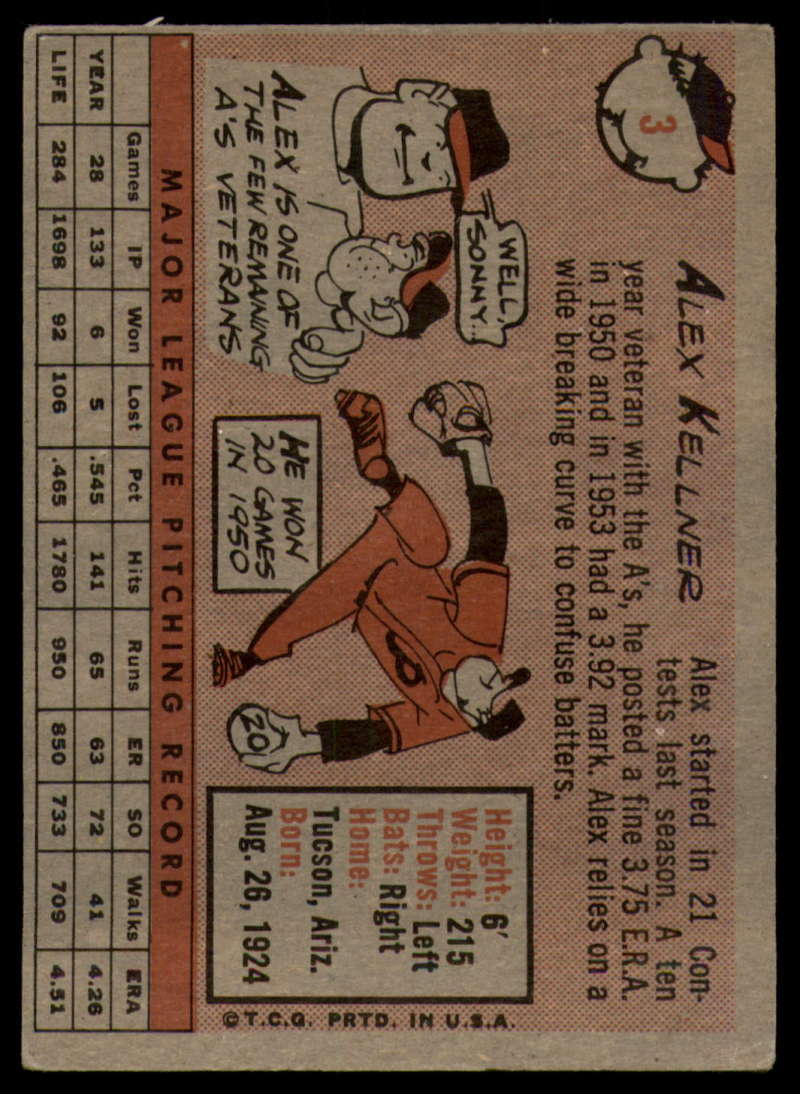 3
ALEX KELLNER
Alex started in 21 Con-
tests last season. A ten
year veteran with the A's, he posted a fine 3.75 E.R.A.
in 1950 and in 1953 had a 3.92 mark. Alex relies on a
wide breaking curve to confuse batters.
WELL,
SONNY...
ALEX IS ONE OF
THE FEW REMAINING
A'S VETERANS
HE WON
20 GAMES
IN 1950
20
Height: 6'
Weight: 215
Throws: Left
Bats: Right
Home:
Tucson, Ariz.
Born:
Aug. 26, 1924
©T.C.G. PRTD. IN U.S.A.
MAJOR LEAGUE PITCHING RECORD
Games IP Won Lost Pct Hits Runs ER SO Walks ERA
YEAR 28 133 6 5 .545 141 65 63 72 41 4.26
LIFE 284 1698 92 106 .465 1780 950 850 733 709 4.51